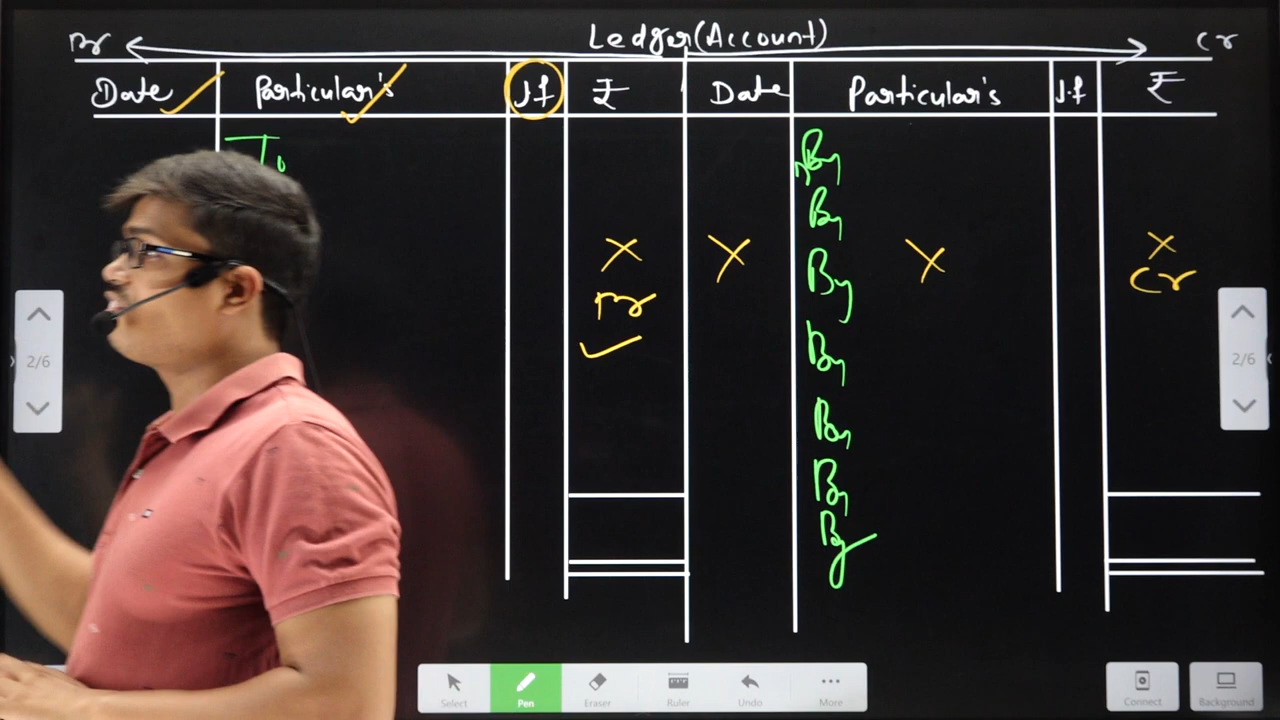 Dr Ledger(Account) Cr
Date Particular's J.f ₹ Date Particular's J.f ₹
To By
By
By
Dr Cr
By
By
By
By
2/6 2/6
Select Pen Eraser Ruler Undo More Connect Background